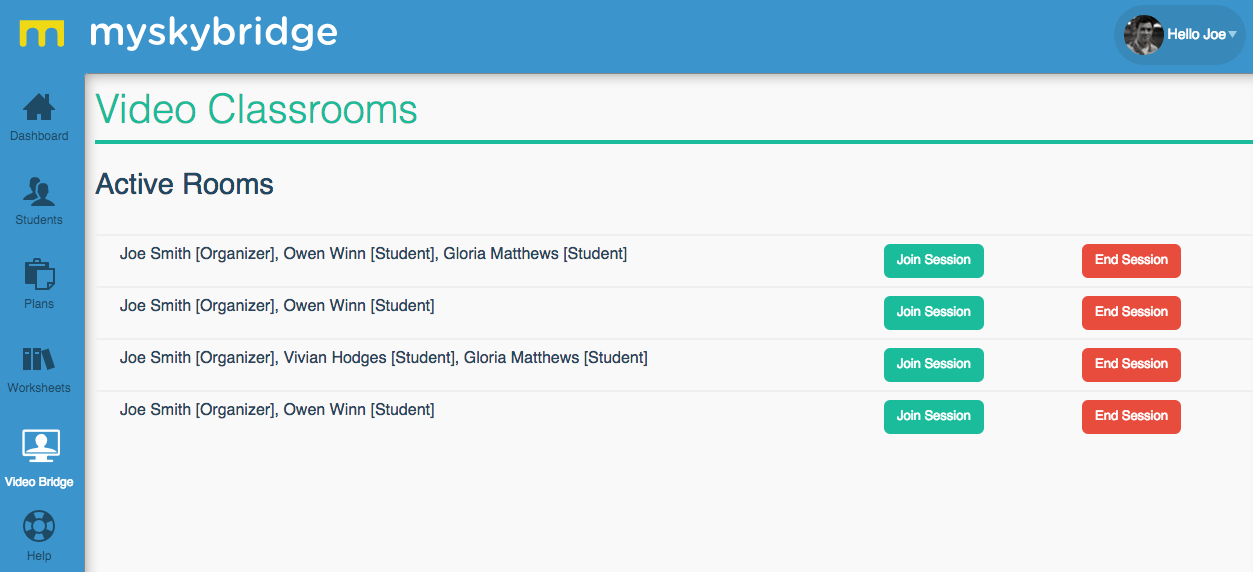 m myskybridge
Hello Joe
Dashboard
Students
Plans
Worksheets
Video Bridge
Help
Video Classrooms
Active Rooms
Joe Smith [Organizer], Owen Winn [Student], Gloria Matthews [Student] Join Session End Session
Joe Smith [Organizer], Owen Winn [Student] Join Session End Session
Joe Smith [Organizer], Vivian Hodges [Student], Gloria Matthews [Student] Join Session End Session
Joe Smith [Organizer], Owen Winn [Student] Join Session End Session